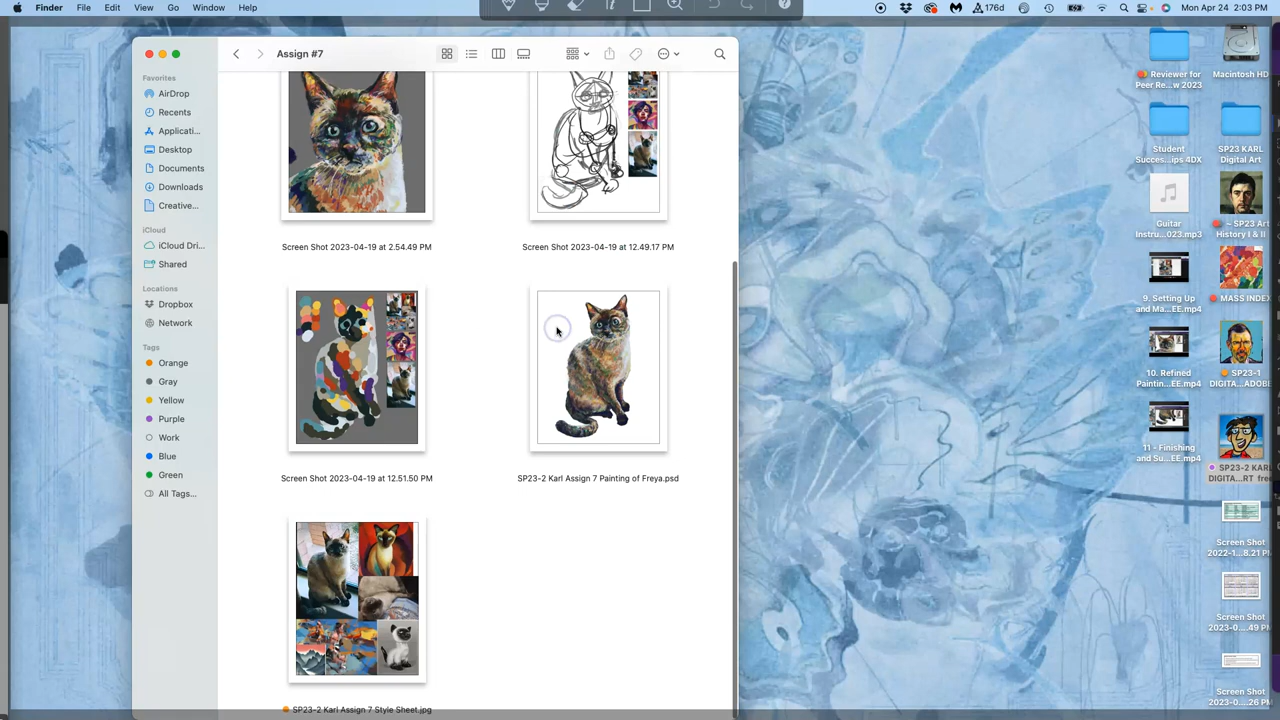 Finder File Edit View Go Window Help
176d
Mon Apr 24 2:03 PM
Assign #7
Favorites
AirDrop
Recents
Applicati...
Desktop
Documents
Downloads
Creative...
iCloud
iCloud Dri...
Shared
Locations
Dropbox
Network
Tags
Orange
Gray
Yellow
Purple
Work
Blue
Green
All Tags...
Screen Shot 2023-04-19 at 2.54.49 PM
Screen Shot 2023-04-19 at 12.49.17 PM
Screen Shot 2023-04-19 at 12.51.50 PM
SP23-2 Karl Assign 7 Painting of Freya.psd
SP23-2 Karl Assign 7 Style Sheet.jpg
Reviewer for
Peer Re...w 2023
Macintosh HD
Student
Succes...ips 4DX
SP23 KARL
Digital Art
Guitar
Instru...023.mp3
~ SP23 Art
History I & II
9. Setting Up
and Ma...EE.mp4
MASS INDEX
10. Refined
Paintin...EE.mp4
SP23-1
DIGITA...ADOBE
11 - Finishing
and Su...EE.mp4
SP23-2 KARL
DIGITA...RT free
Screen Shot
2022-1...8.21 PM
Screen Shot
2023-0....49 PM
Screen Shot
2023-0....26 PM